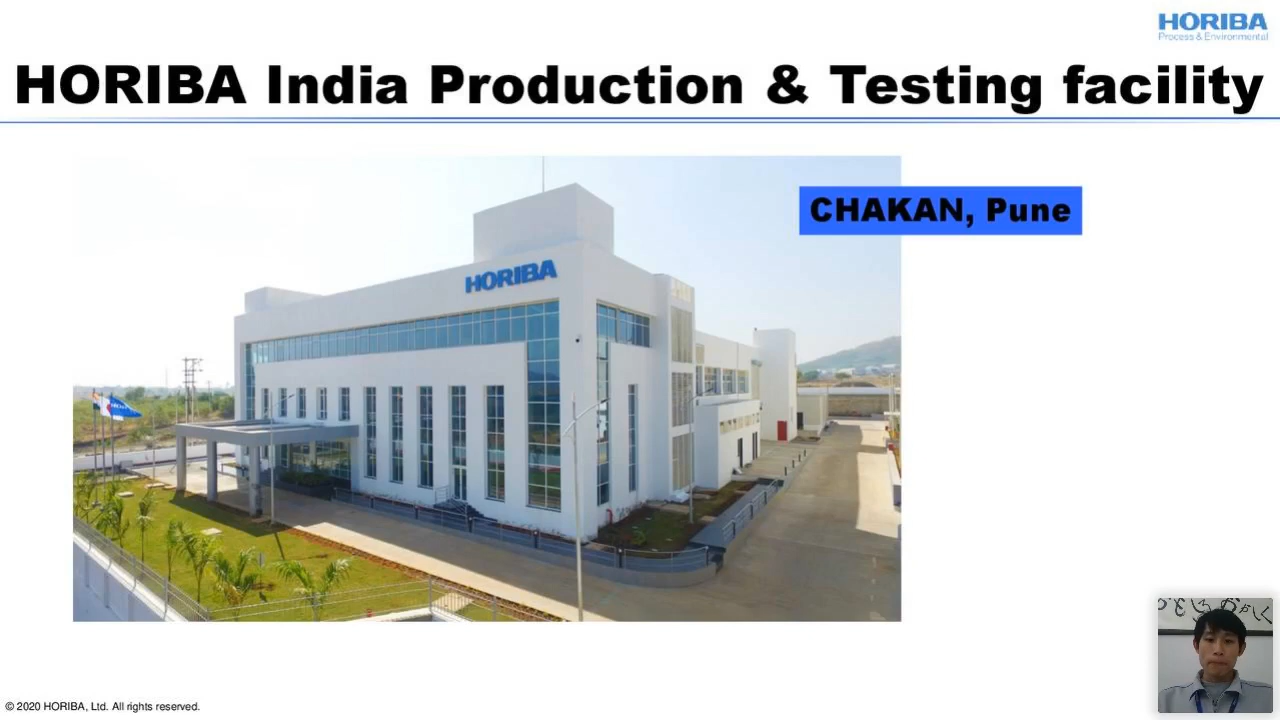 HORIBA
Process & Environmental
HORIBA India Production & Testing facility
CHAKAN, Pune
HORIBA
© 2020 HORIBA, Ltd. All rights reserved.